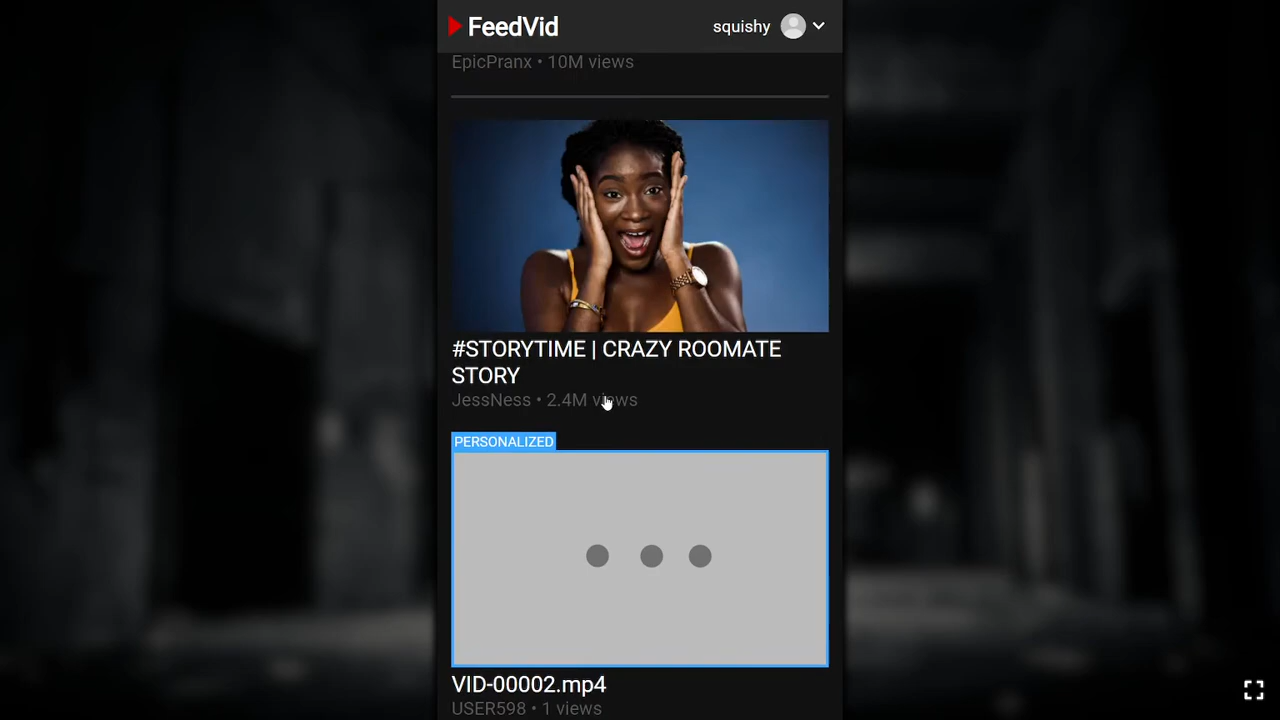 FeedVid
squishy
EpicPranx • 10M views
#STORYTIME | CRAZY ROOMATE
STORY
JessNess • 2.4M views
PERSONALIZED
VID-00002.mp4
USER598 • 1 views